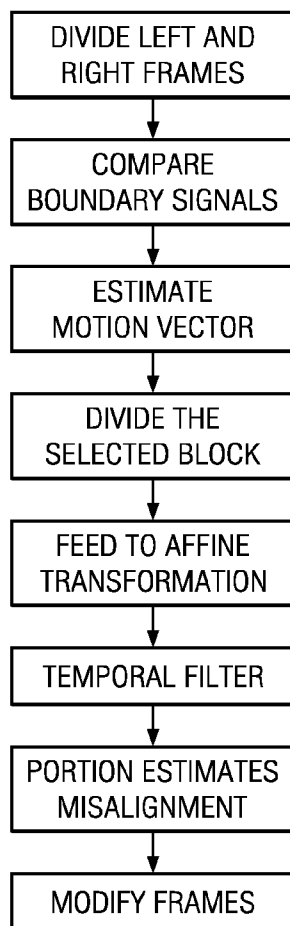 DIVIDE LEFT AND
RIGHT FRAMES
COMPARE
BOUNDARY SIGNALS
ESTIMATE
MOTION VECTOR
DIVIDE THE
SELECTED BLOCK
FEED TO AFFINE
TRANSFORMATION
TEMPORAL FILTER
PORTION ESTIMATES
MISALIGNMENT
MODIFY FRAMES